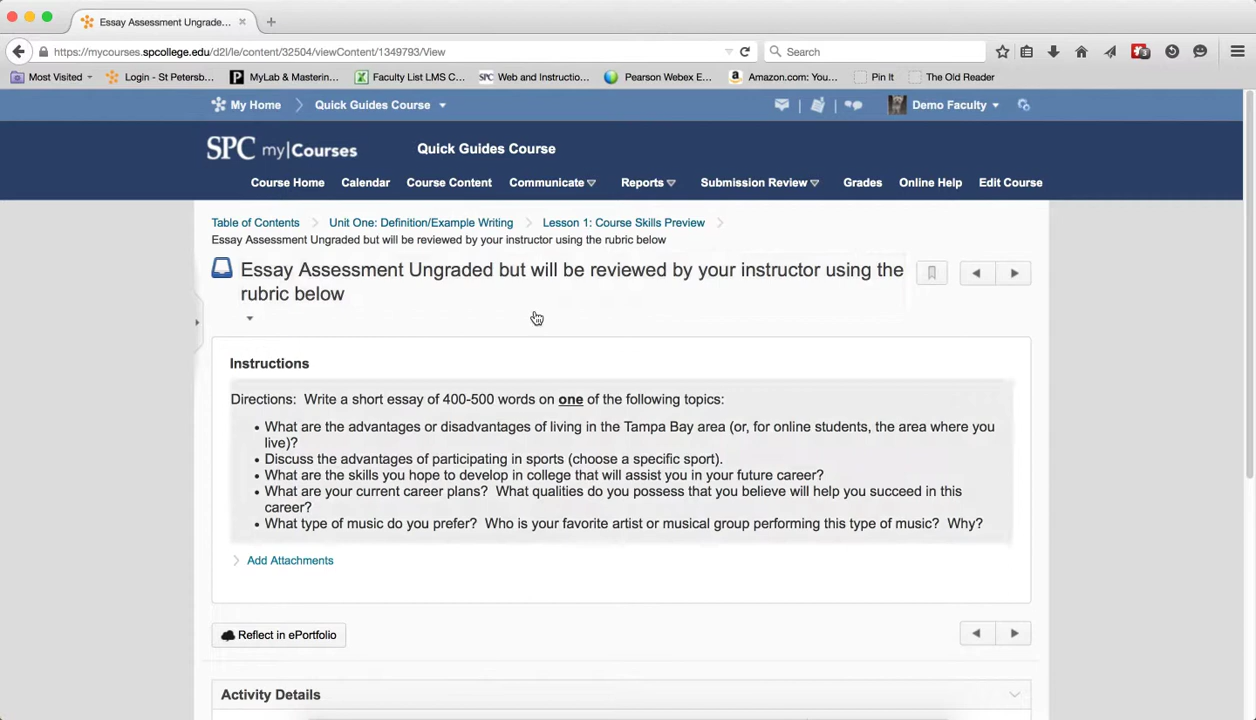 Essay Assessment Ungrade...
https://mycourses.spcollege.edu/d2l/le/content/32504/viewContent/1349793/View
Search
Most Visited
Login - St Petersb...
MyLab & Mastering...
Faculty List LMS C...
SPC Web and Instructio...
Pearson Webex E...
Amazon.com: You...
Pin It
The Old Reader
My Home
Quick Guides Course
Demo Faculty
SPC my|Courses
Quick Guides Course
Course Home
Calendar
Course Content
Communicate
Reports
Submission Review
Grades
Online Help
Edit Course
Table of Contents
Unit One: Definition/Example Writing
Lesson 1: Course Skills Preview
Essay Assessment Ungraded but will be reviewed by your instructor using the rubric below
Essay Assessment Ungraded but will be reviewed by your instructor using the
rubric below
Instructions
Directions: Write a short essay of 400-500 words on one of the following topics:
• What are the advantages or disadvantages of living in the Tampa Bay area (or, for online students, the area where you
live)?
• Discuss the advantages of participating in sports (choose a specific sport).
• What are the skills you hope to develop in college that will assist you in your future career?
• What are your current career plans? What qualities do you possess that you believe will help you succeed in this
career?
• What type of music do you prefer? Who is your favorite artist or musical group performing this type of music? Why?
Add Attachments
Reflect in ePortfolio
Activity Details